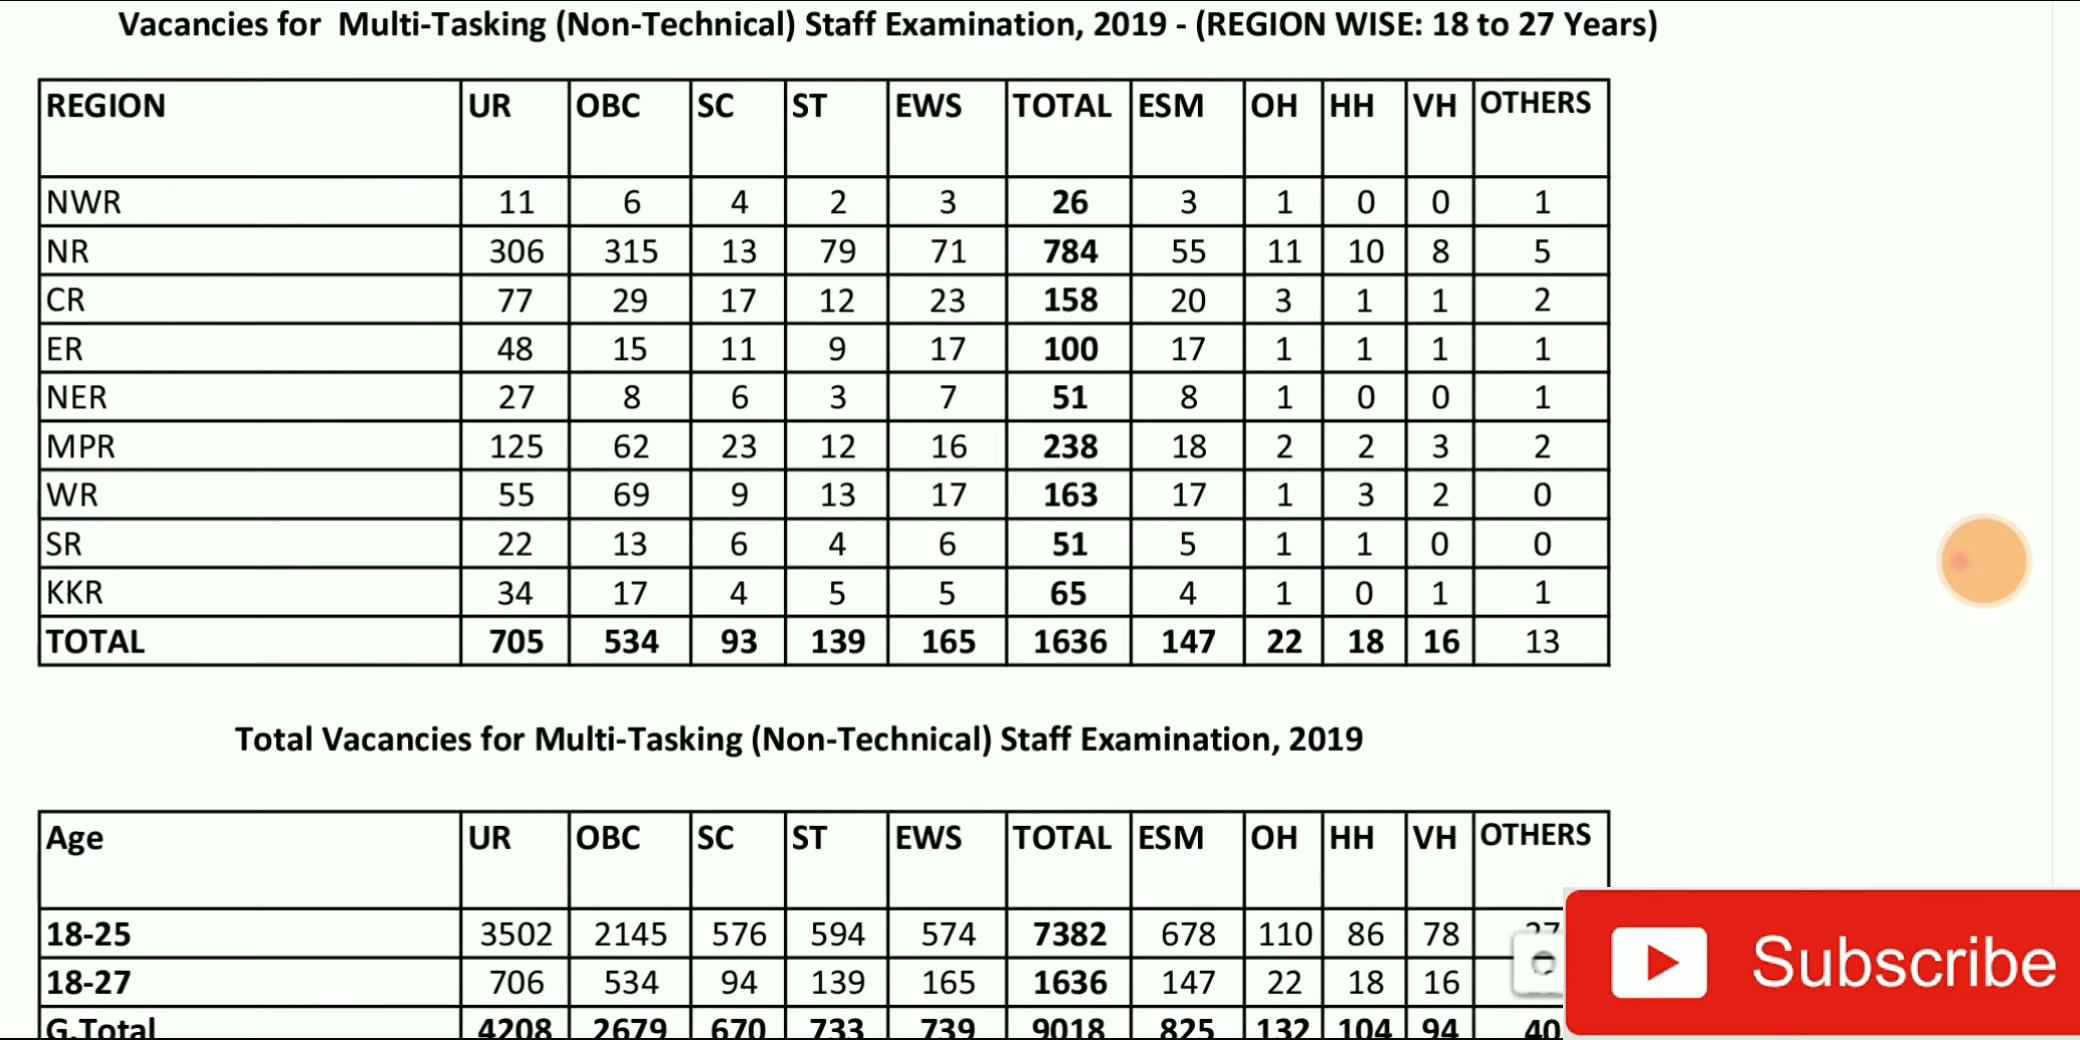 Vacancies for Multi-Tasking (Non-Technical) Staff Examination, 2019 - (REGION WISE: 18 to 27 Years)
REGION UR OBC SC ST EWS TOTAL ESM OH HH VH OTHERS
NWR 11 6 4 2 3 26 3 1 0 0 1
NR 306 315 13 79 71 784 55 11 10 8 5
CR 77 29 17 12 23 158 20 3 1 1 2
ER 48 15 11 9 17 100 17 1 1 1 1
NER 27 8 6 3 7 51 8 1 0 0 1
MPR 125 62 23 12 16 238 18 2 2 3 2
WR 55 69 9 13 17 163 17 1 3 2 0
SR 22 13 6 4 6 51 5 1 1 0 0
KKR 34 17 4 5 5 65 4 1 0 1 1
TOTAL 705 534 93 139 165 1636 147 22 18 16 13
Total Vacancies for Multi-Tasking (Non-Technical) Staff Examination, 2019
Age UR OBC SC ST EWS TOTAL ESM OH HH VH OTHERS
18-25 3502 2145 576 594 574 7382 678 110 86 78
18-27 706 534 94 139 165 1636 147 22 18 16
G.Total 4208 2679 670 733 739 9018 825 132 104 94 40
Subscribe